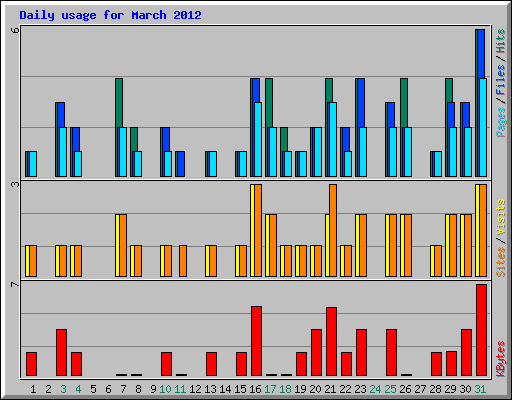 Daily usage for March 2012
6
3
7
Pages / Files / Hits
Sites / Visits
KBytes
1 2 3 4 5 6 7 8 9 10 11 12 13 14 15 16 17 18 19 20 21 22 23 24 25 26 27 28 29 30 31